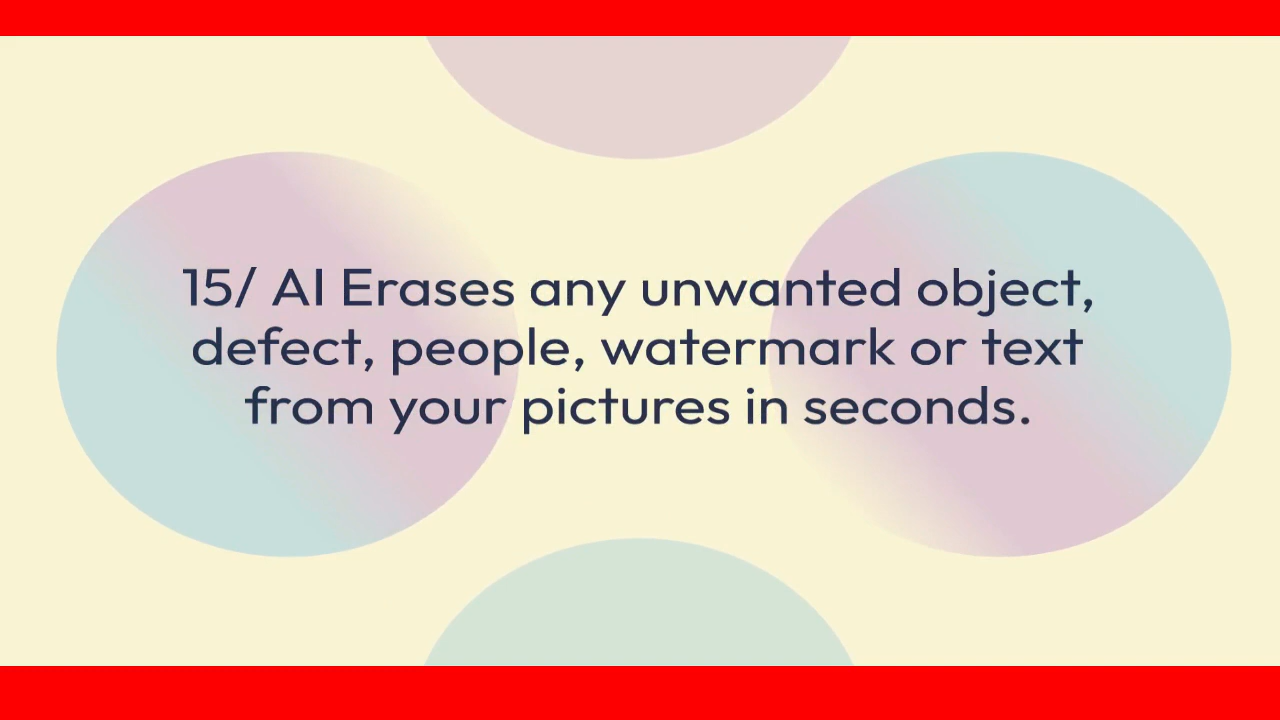 15/ AI Erases any unwanted object,
defect, people, watermark or text
from your pictures in seconds.